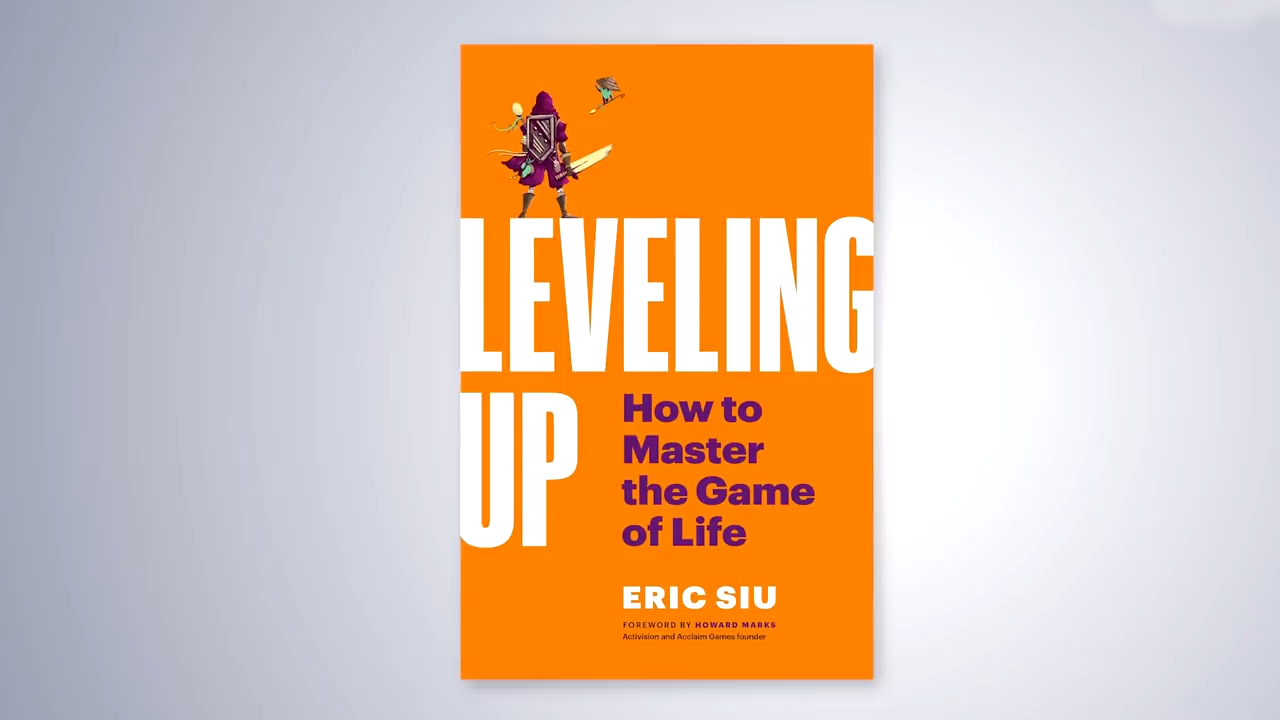 LEVELING
UP
How to
Master
the Game
of Life
ERIC SIU
FOREWORD BY HOWARD MARKS
Activision and Acclaim Games founder